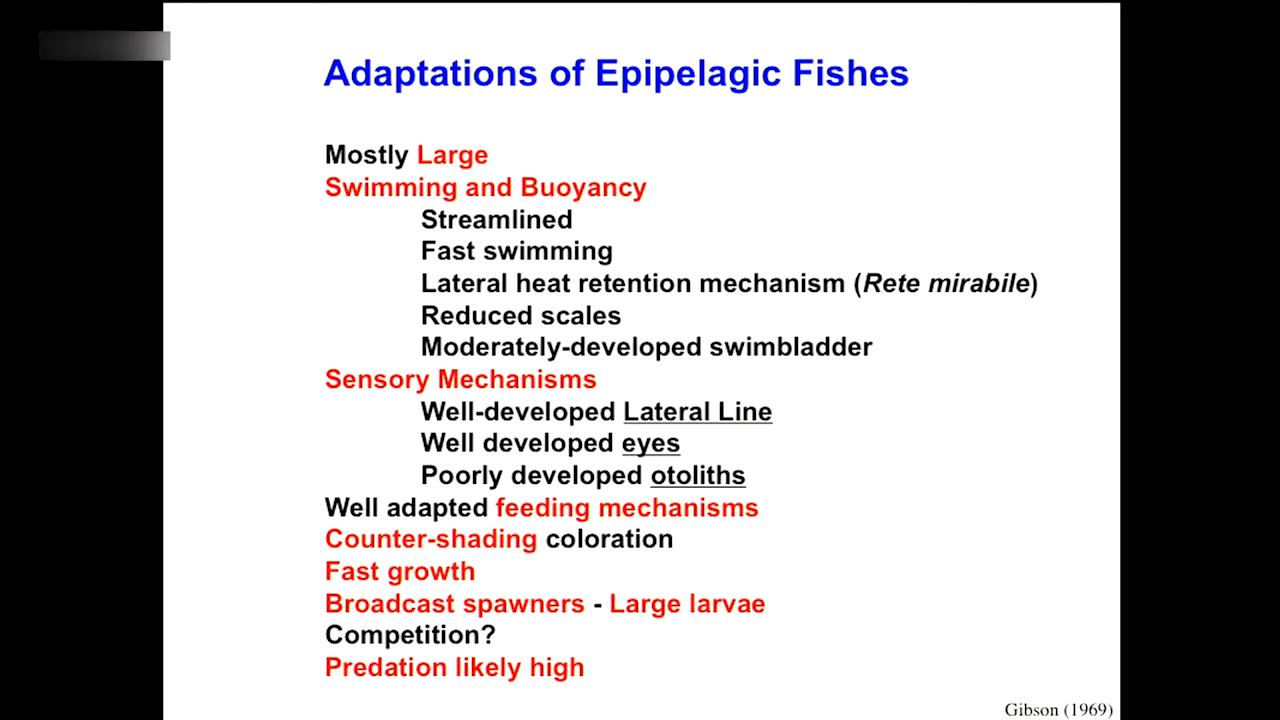 Adaptations of Epipelagic Fishes
Mostly Large
Swimming and Buoyancy
Streamlined
Fast swimming
Lateral heat retention mechanism (Rete mirabile)
Reduced scales
Moderately-developed swimbladder
Sensory Mechanisms
Well-developed Lateral Line
Well developed eyes
Poorly developed otoliths
Well adapted feeding mechanisms
Counter-shading coloration
Fast growth
Broadcast spawners - Large larvae
Competition?
Predation likely high
Gibson (1969)